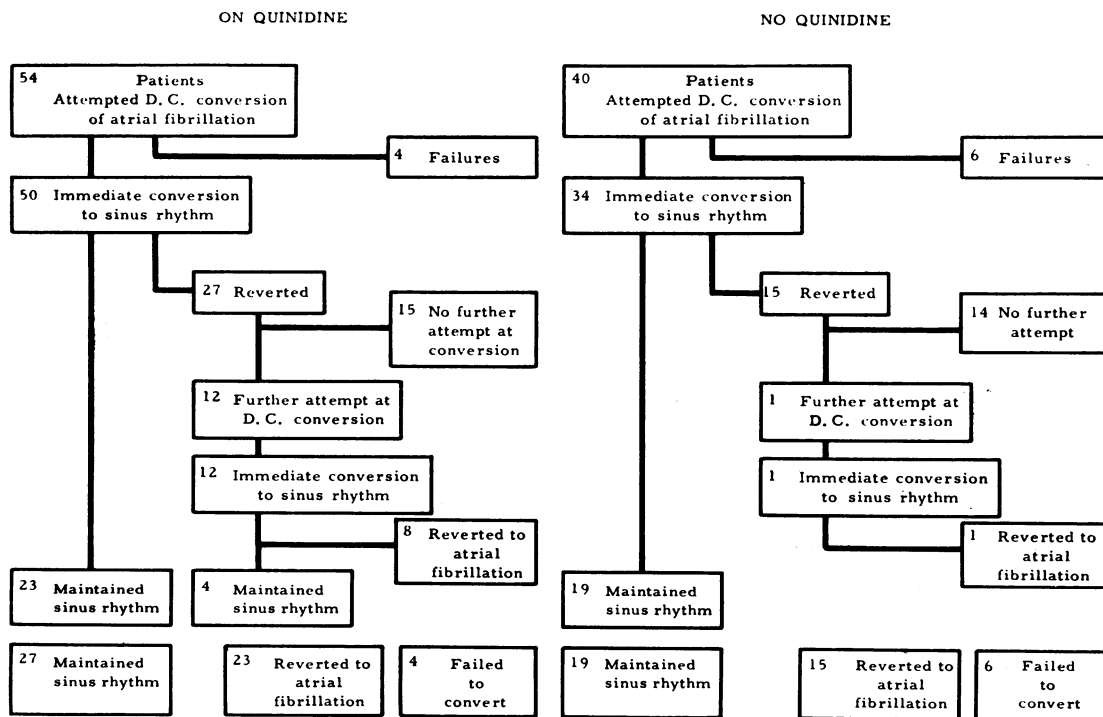 ON QUINIDINE
54 Patients
Attempted D. C. conversion
of atrial fibrillation
4 Failures
50 Immediate conversion
to sinus rhythm
27 Reverted
15 No further
attempt at
conversion
12 Further attempt at
D. C. conversion
12 Immediate conversion
to sinus rhythm
8 Reverted to
atrial
fibrillation
23 Maintained
sinus rhythm
4 Maintained
sinus rhythm
27 Maintained
sinus rhythm
23 Reverted to
atrial
fibrillation
4 Failed
to
convert
NO QUINIDINE
40 Patients
Attempted D. C. conversion
of atrial fibrillation
6 Failures
34 Immediate conversion
to sinus rhythm
15 Reverted
14 No further
attempt
1 Further attempt at
D. C. conversion
1 Immediate conversion
to sinus rhythm
1 Reverted to
atrial
fibrillation
19 Maintained
sinus rhythm
19 Maintained
sinus rhythm
15 Reverted to
atrial
fibrillation
6 Failed
to
convert